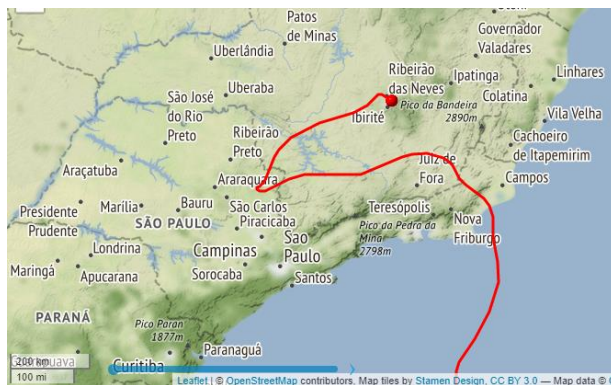 Patos
de Minas
Governador
Valadares
Uberlândia
Ribeirão
das Neves
Ipatinga
Linhares
Uberaba
Colatina
São José
do Rio
Preto
Pico da Bandeira
2890m
Ibirité
Vila Velha
Ribeirão
Preto
Cachoeiro
de Itapemirim
Juiz de
Fora
Araçatuba
Araraquara
Campos
Presidente
Prudente
Marília
Bauru
São Carlos
Teresópolis
SÃO PAULO
Piracicaba
Nova
Friburgo
Pico da Pedra da
Mina
2798m
Londrina
Campinas
Sao
Paulo
Maringá
Apucarana
Sorocaba
Santos
PARANÁ
Pico Paran
1877m
200 km
100 mi
Curitiba
Paranaguá
Leaflet | © OpenStreetMap contributors, Map tiles by Stamen Design, CC BY 3.0 — Map data ©